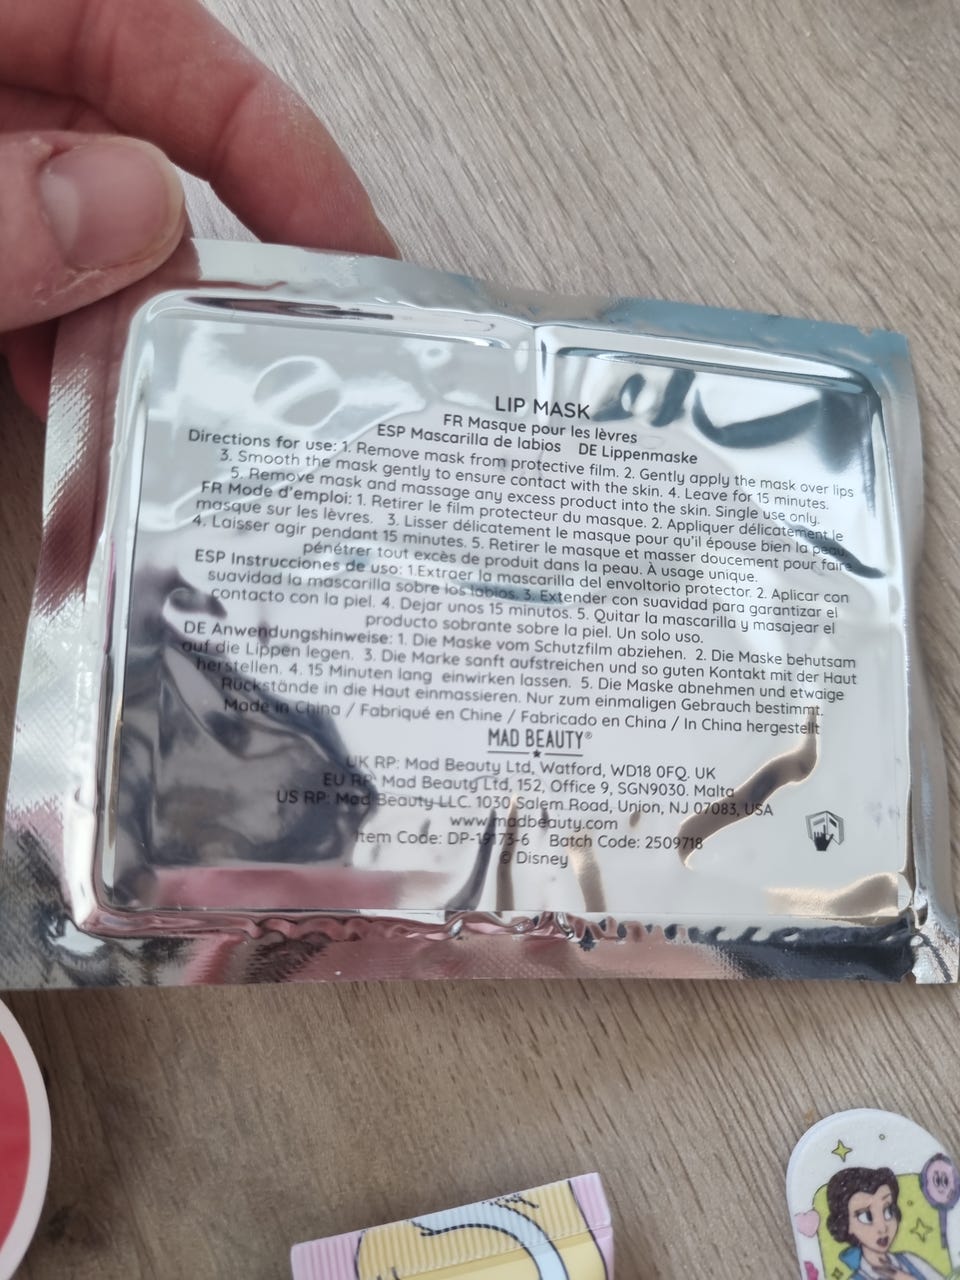 LIP MASK
FR Masque pour les lèvres
ESP Mascarilla de labios DE Lippenmaske
Directions for use: 1. Remove mask from protective film. 2. Gently apply the mask over lips
3. Smooth the mask gently to ensure contact with the skin. 4. Leave for 15 minutes.
5. Remove mask and massage any excess product into the skin. Single use only.
FR Mode d'emploi: 1. Retirer le film protecteur du masque. 2. Appliquer délicatement le
masque sur les lèvres. 3. Lisser délicatement le masque pour qu'il épouse bien la peau.
4. Laisser agir pendant 15 minutes. 5. Retirer le masque et masser doucement pour faire
pénétrer tout excès de produit dans la peau. À usage unique.
ESP Instrucciones de uso: 1.Extraer la mascarilla del envoltorio protector. 2. Aplicar con
suavidad la mascarilla sobre los labios. 3. Extender con suavidad para garantizar el
contacto con la piel. 4. Dejar unos 15 minutos. 5. Quitar la mascarilla y masajear el
producto sobrante sobre la piel. Un solo uso.
DE Anwendungshinweise: 1. Die Maske vom Schutzfilm abziehen. 2. Die Maske behutsam
auf die Lippen legen. 3. Die Marke sanft aufstreichen und so guten Kontakt mit der Haut
herstellen. 4. 15 Minuten lang einwirken lassen. 5. Die Maske abnehmen und etwaige
Rückstände in die Haut einmassieren. Nur zum einmaligen Gebrauch bestimmt.
Made in China / Fabriqué en Chine / Fabricado en China / In China hergestellt
MAD BEAUTY®
UK RP: Mad Beauty Ltd, Watford, WD18 0FQ. UK
EU RP: Mad Beauty Ltd, 152, Office 9, SGN9030. Malta
US RP: Mad Beauty LLC. 1030 Salem Road, Union, NJ 07083, USA
www.madbeauty.com
Item Code: DP-19173-6 Batch Code: 2509718
© Disney